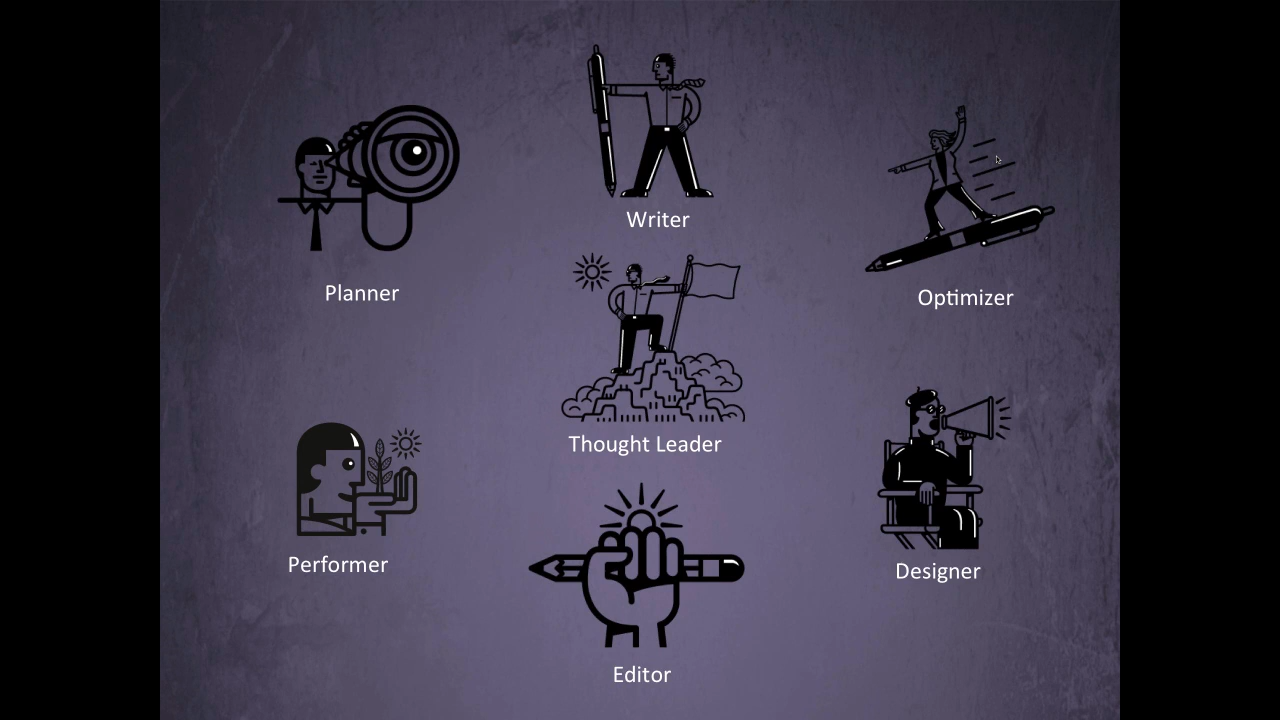 Writer
Planner
Optimizer
Thought Leader
Performer
Designer
Editor